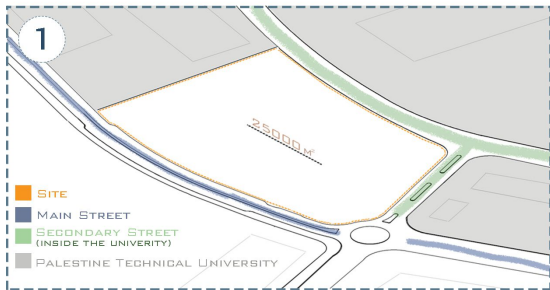 1
25000 M²
SITE
MAIN STREET
SECONDARY STREET
(INSIDE THE UNIVERITY)
PALESTINE TECHNICAL UNIVERSITY